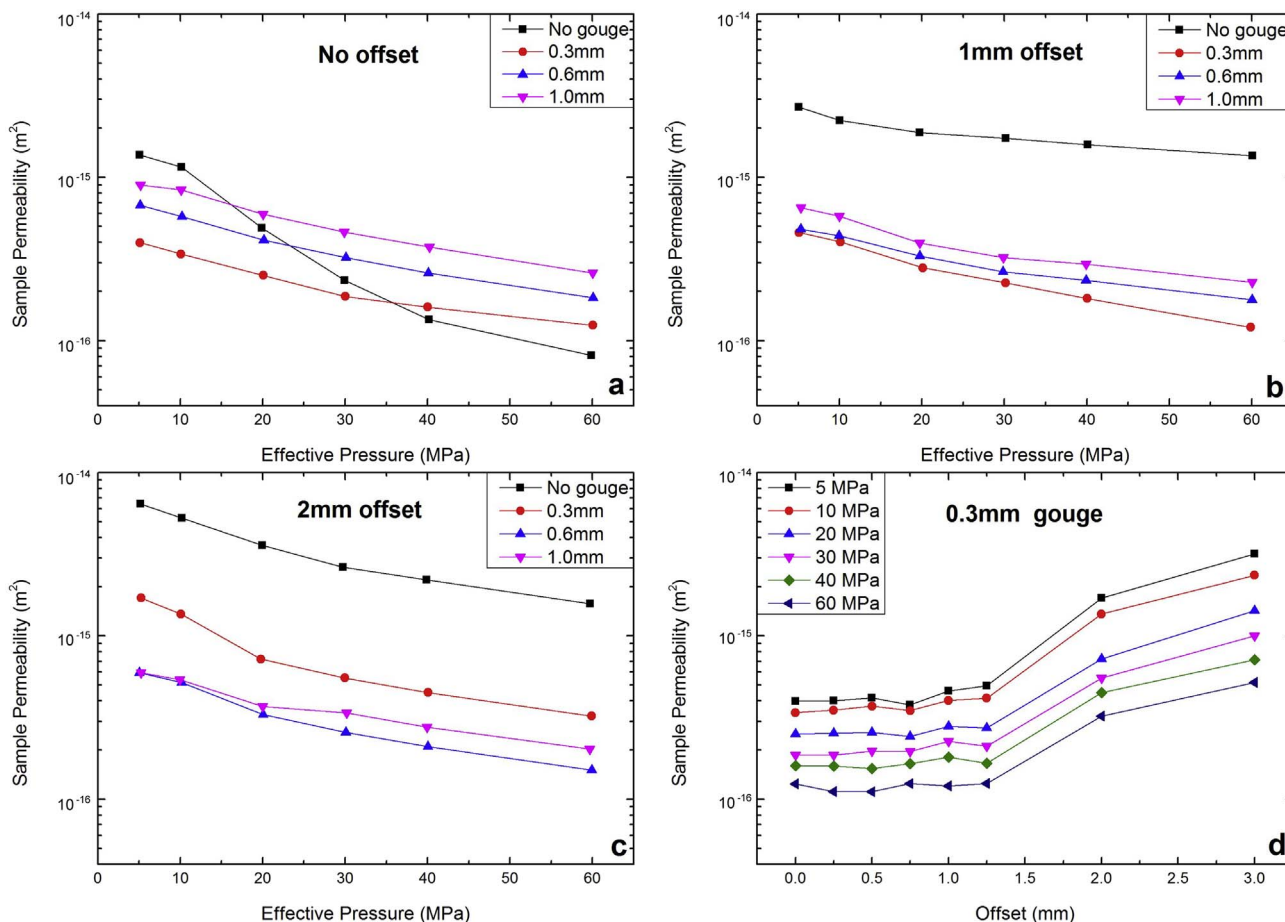 No offset
No gouge
0.3mm
0.6mm
1.0mm
Sample Permeability (m²)
10⁻¹⁴
10⁻¹⁵
10⁻¹⁶
0 10 20 30 40 50 60
Effective Pressure (MPa)
a
1mm offset
No gouge
0.3mm
0.6mm
1.0mm
Sample Permeability (m²)
10⁻¹⁴
10⁻¹⁵
10⁻¹⁶
0 10 20 30 40 50 60
Effective Pressure (MPa)
b
2mm offset
No gouge
0.3mm
0.6mm
1.0mm
Sample Permeability (m²)
10⁻¹⁴
10⁻¹⁵
10⁻¹⁶
0 10 20 30 40 50 60
Effective Pressure (MPa)
c
0.3mm gouge
5 MPa
10 MPa
20 MPa
30 MPa
40 MPa
60 MPa
Sample Permeability (m²)
10⁻¹⁴
10⁻¹⁵
10⁻¹⁶
0.0 0.5 1.0 1.5 2.0 2.5 3.0
Offset (mm)
d